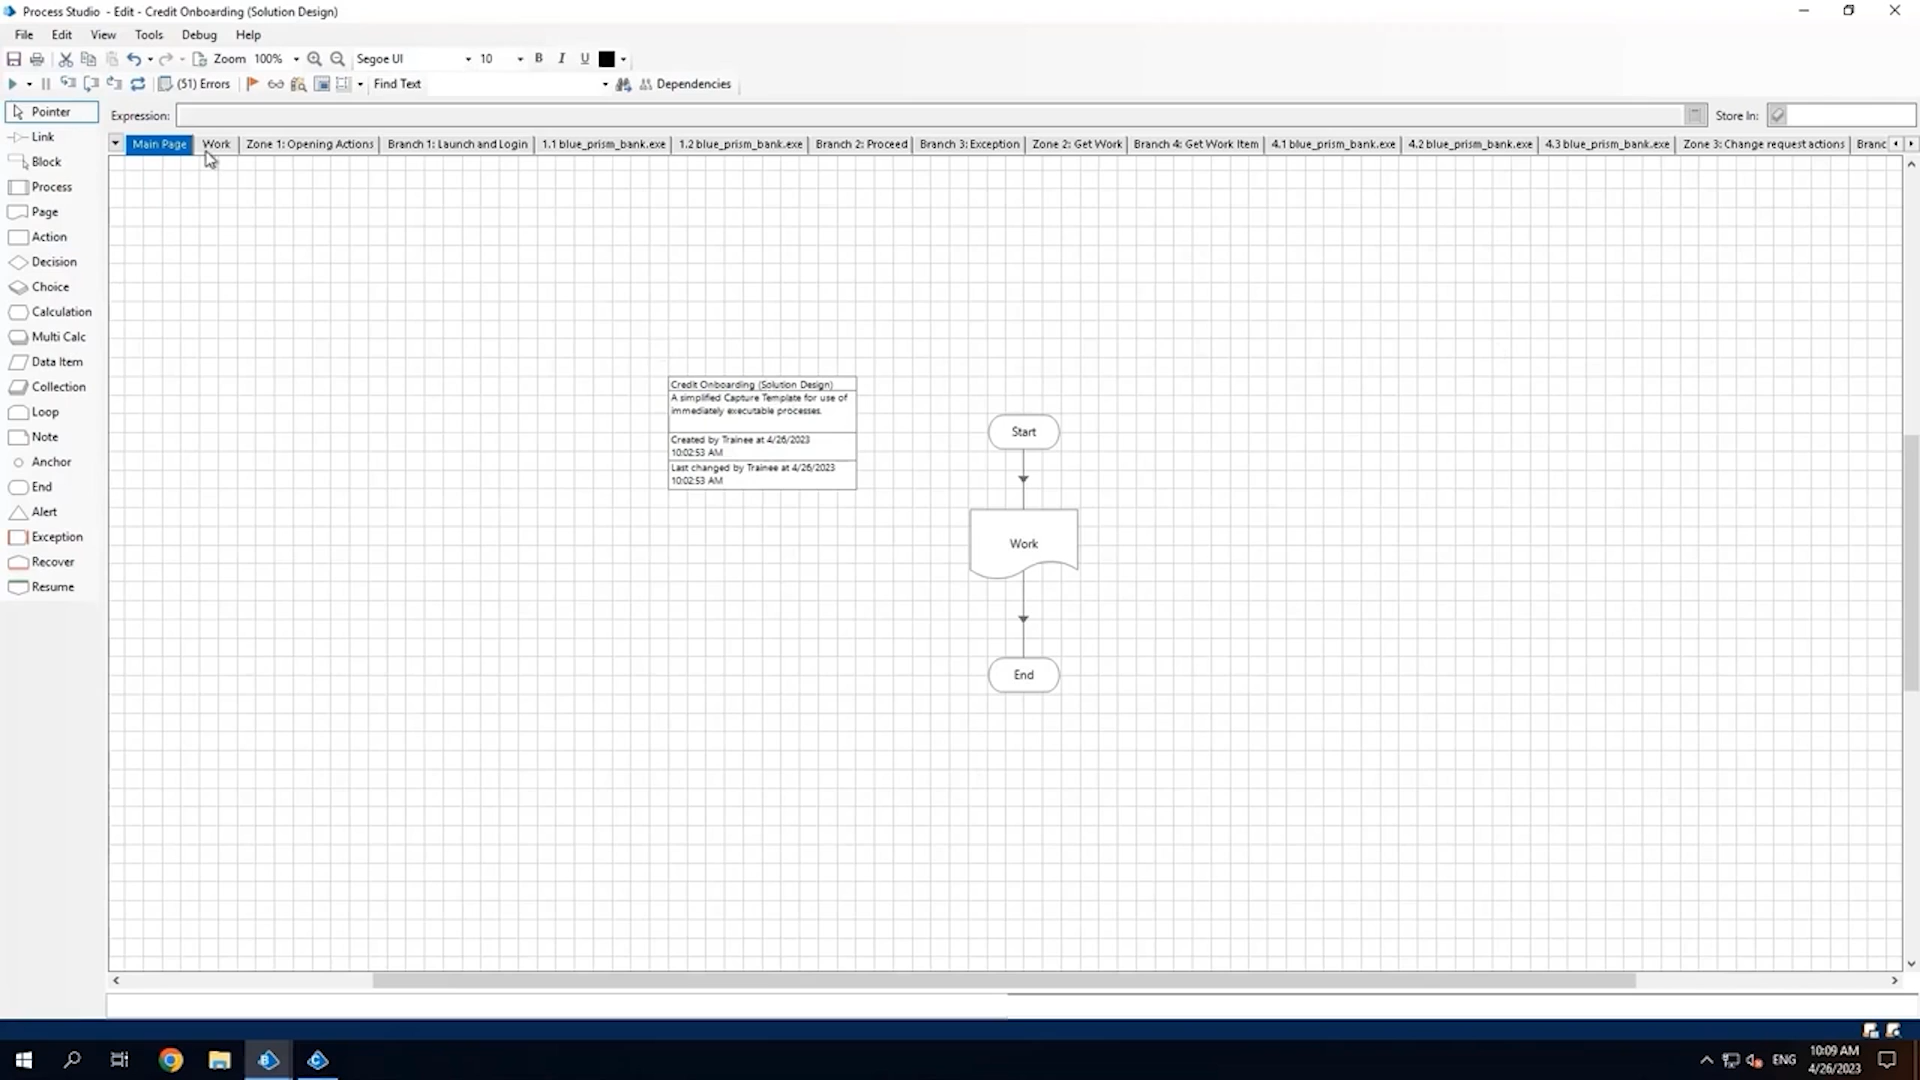 Process Studio - Edit - Credit Onboarding (Solution Design)
File Edit View Tools Debug Help
Zoom 100% Segoe UI 10 B I U
(51) Errors Find Text Dependencies
Pointer
Link
Block
Process
Page
Action
Decision
Choice
Calculation
Multi Calc
Data Item
Collection
Loop
Note
Anchor
End
Alert
Exception
Recover
Resume
Expression: Store In:
Main Page Work Zone 1: Opening Actions Branch 1: Launch and Login 1.1 blue_prism_bank.exe 1.2 blue_prism_bank.exe Branch 2: Proceed Branch 3: Exception Zone 2: Get Work Branch 4: Get Work Item 4.1 blue_prism_bank.exe 4.2 blue_prism_bank.exe 4.3 blue_prism_bank.exe Zone 3: Change request actions Branc
Credit Onboarding (Solution Design)
A simplified Capture Template for use of
immediately executable processes.
Created by Trainee at 4/26/2023
10:02:53 AM
Last changed by Trainee at 4/26/2023
10:02:53 AM
Start
Work
End
B
C
ENG
10:09 AM
4/26/2023